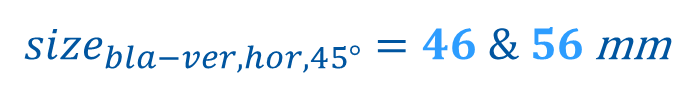 size_bla−ver,hor,45° = 46 & 56 mm